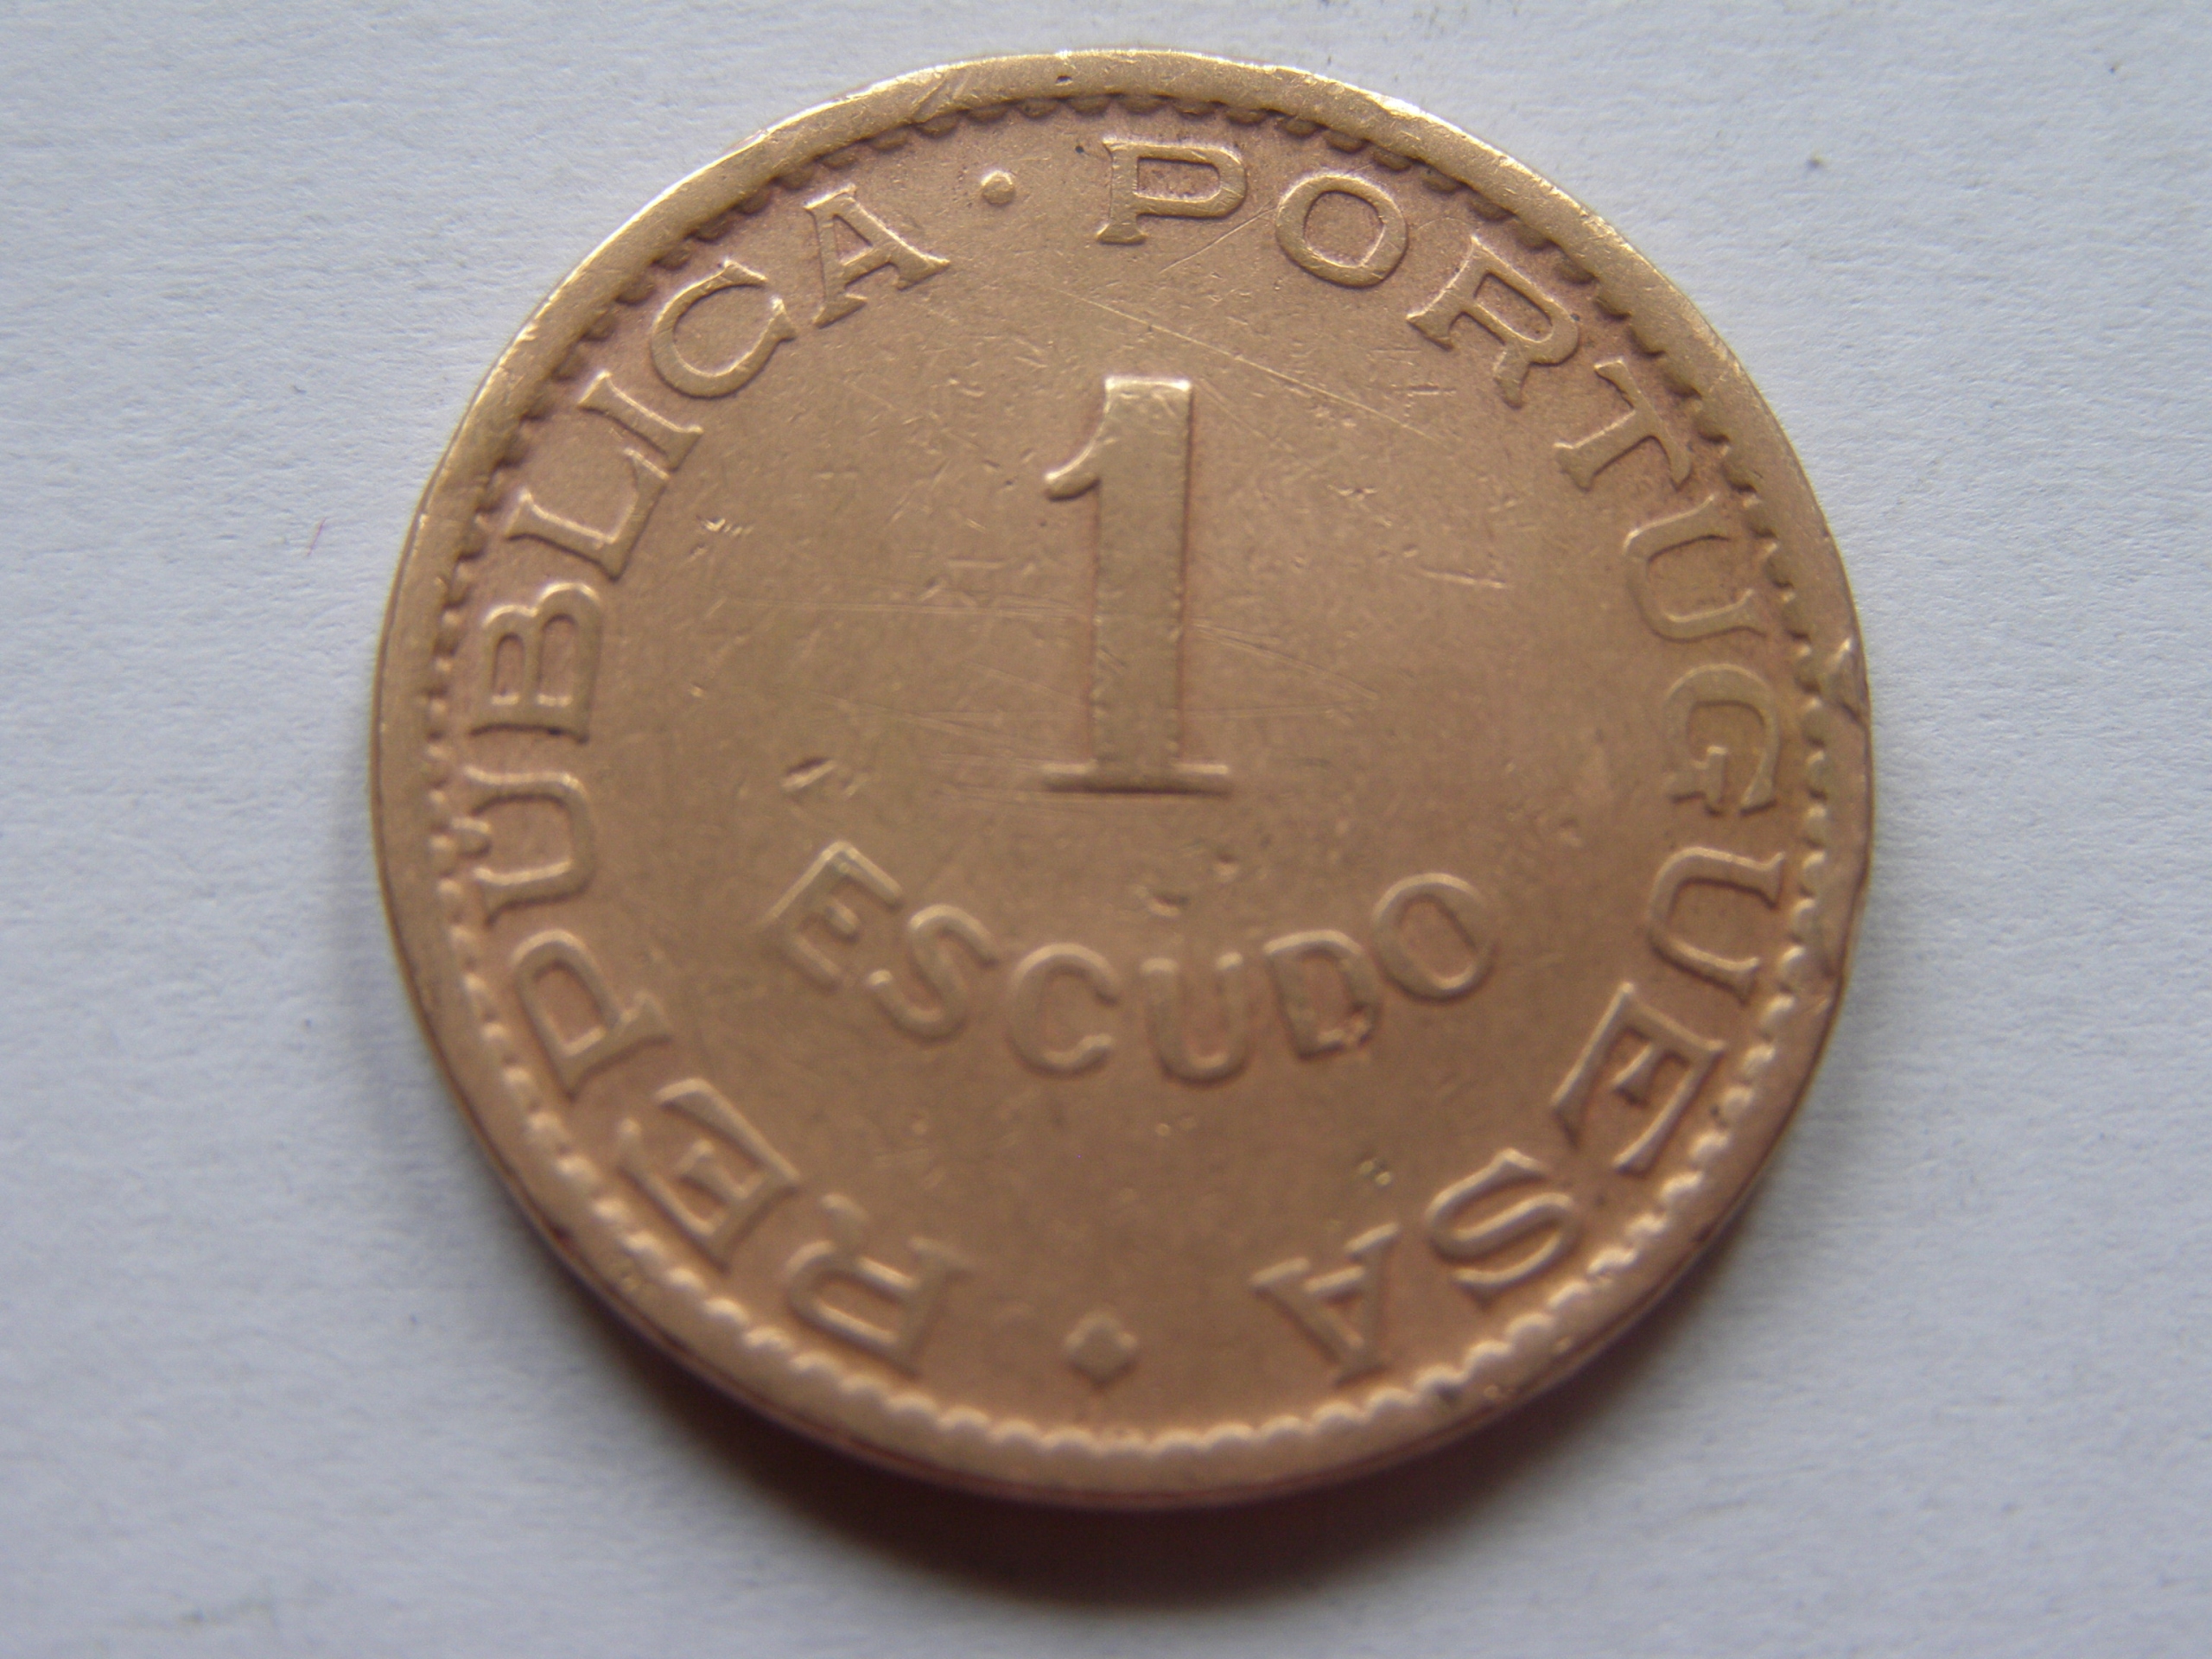 REPÚBLICA · PORTUGUESA
1
ESCUDO